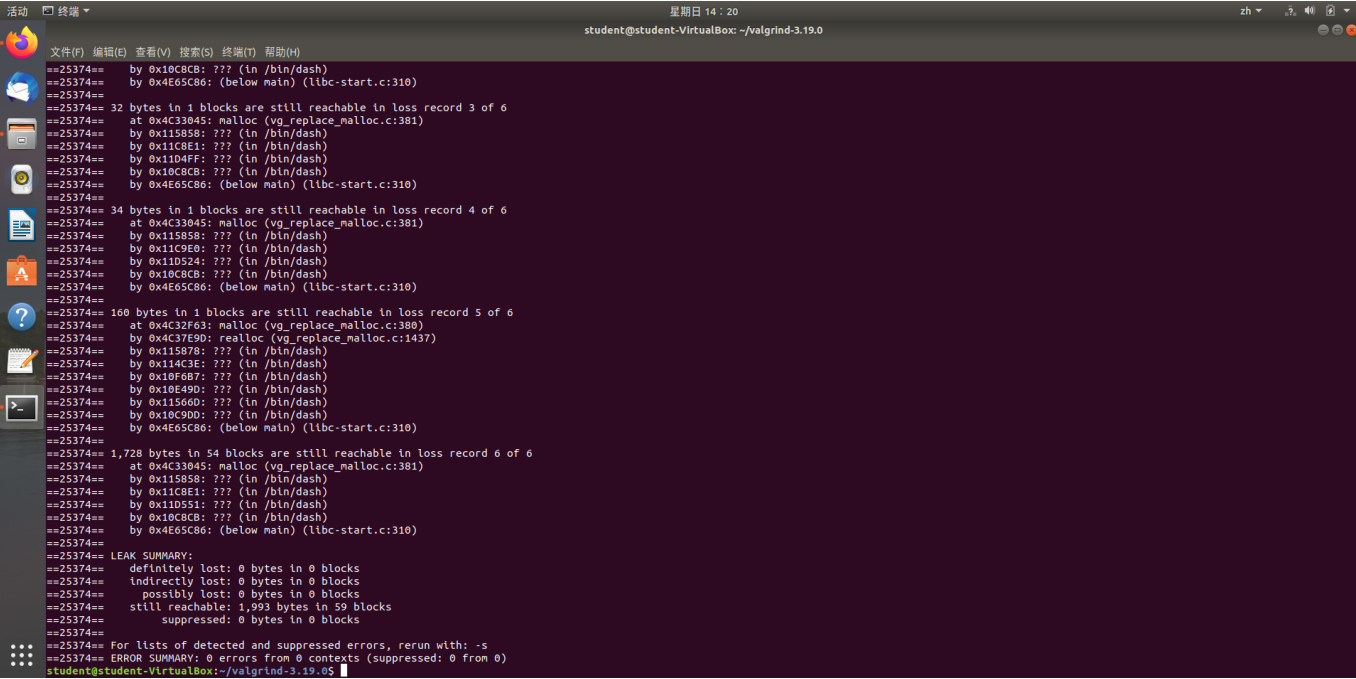 活动 终端 星期日 14：20 zh
student@student-VirtualBox: ~/valgrind-3.19.0
文件(F) 编辑(E) 查看(V) 搜索(S) 终端(T) 帮助(H)
==25374==    by 0x10C8CB: ??? (in /bin/dash)
==25374==    by 0x4E65C86: (below main) (libc-start.c:310)
==25374==
==25374== 32 bytes in 1 blocks are still reachable in loss record 3 of 6
==25374==    at 0x4C33045: malloc (vg_replace_malloc.c:381)
==25374==    by 0x115858: ??? (in /bin/dash)
==25374==    by 0x11C8E1: ??? (in /bin/dash)
==25374==    by 0x11D4FF: ??? (in /bin/dash)
==25374==    by 0x10C8CB: ??? (in /bin/dash)
==25374==    by 0x4E65C86: (below main) (libc-start.c:310)
==25374==
==25374== 34 bytes in 1 blocks are still reachable in loss record 4 of 6
==25374==    at 0x4C33045: malloc (vg_replace_malloc.c:381)
==25374==    by 0x115858: ??? (in /bin/dash)
==25374==    by 0x11C9E0: ??? (in /bin/dash)
==25374==    by 0x11D524: ??? (in /bin/dash)
==25374==    by 0x10C8CB: ??? (in /bin/dash)
==25374==    by 0x4E65C86: (below main) (libc-start.c:310)
==25374==
==25374== 160 bytes in 1 blocks are still reachable in loss record 5 of 6
==25374==    at 0x4C32F63: malloc (vg_replace_malloc.c:380)
==25374==    by 0x4C37E9D: realloc (vg_replace_malloc.c:1437)
==25374==    by 0x115878: ??? (in /bin/dash)
==25374==    by 0x114C3E: ??? (in /bin/dash)
==25374==    by 0x10F6B7: ??? (in /bin/dash)
==25374==    by 0x10E49D: ??? (in /bin/dash)
==25374==    by 0x11566D: ??? (in /bin/dash)
==25374==    by 0x10C9DD: ??? (in /bin/dash)
==25374==    by 0x4E65C86: (below main) (libc-start.c:310)
==25374==
==25374== 1,728 bytes in 54 blocks are still reachable in loss record 6 of 6
==25374==    at 0x4C33045: malloc (vg_replace_malloc.c:381)
==25374==    by 0x115858: ??? (in /bin/dash)
==25374==    by 0x11C8E1: ??? (in /bin/dash)
==25374==    by 0x11D551: ??? (in /bin/dash)
==25374==    by 0x10C8CB: ??? (in /bin/dash)
==25374==    by 0x4E65C86: (below main) (libc-start.c:310)
==25374==
==25374== LEAK SUMMARY:
==25374==    definitely lost: 0 bytes in 0 blocks
==25374==    indirectly lost: 0 bytes in 0 blocks
==25374==      possibly lost: 0 bytes in 0 blocks
==25374==    still reachable: 1,993 bytes in 59 blocks
==25374==         suppressed: 0 bytes in 0 blocks
==25374==
==25374== For lists of detected and suppressed errors, rerun with: -s
==25374== ERROR SUMMARY: 0 errors from 0 contexts (suppressed: 0 from 0)
student@student-VirtualBox:~/valgrind-3.19.0$